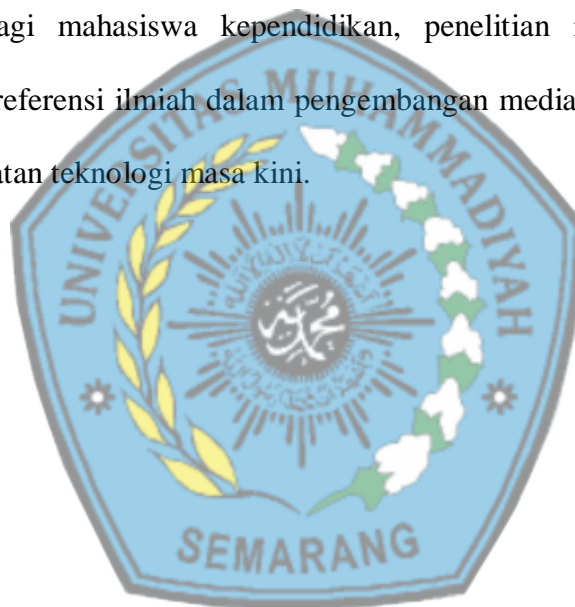 agi mahasiswa kependidikan, penelitian
referensi ilmiah dalam pengembangan media
atan teknologi masa kini.
UNIVERSITAS MUHAMMADIYAH
SEMARANG